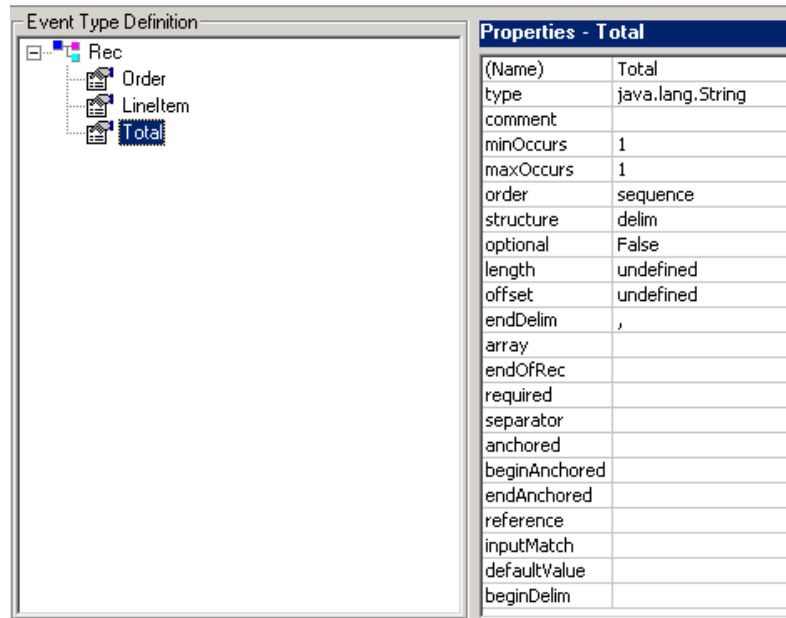 Event Type Definition
Rec
Order
LineItem
Total
Properties - Total
(Name) Total
type java.lang.String
comment
minOccurs 1
maxOccurs 1
order sequence
structure delim
optional False
length undefined
offset undefined
endDelim ,
array
endOfRec
required
separator
anchored
beginAnchored
endAnchored
reference
inputMatch
defaultValue
beginDelim